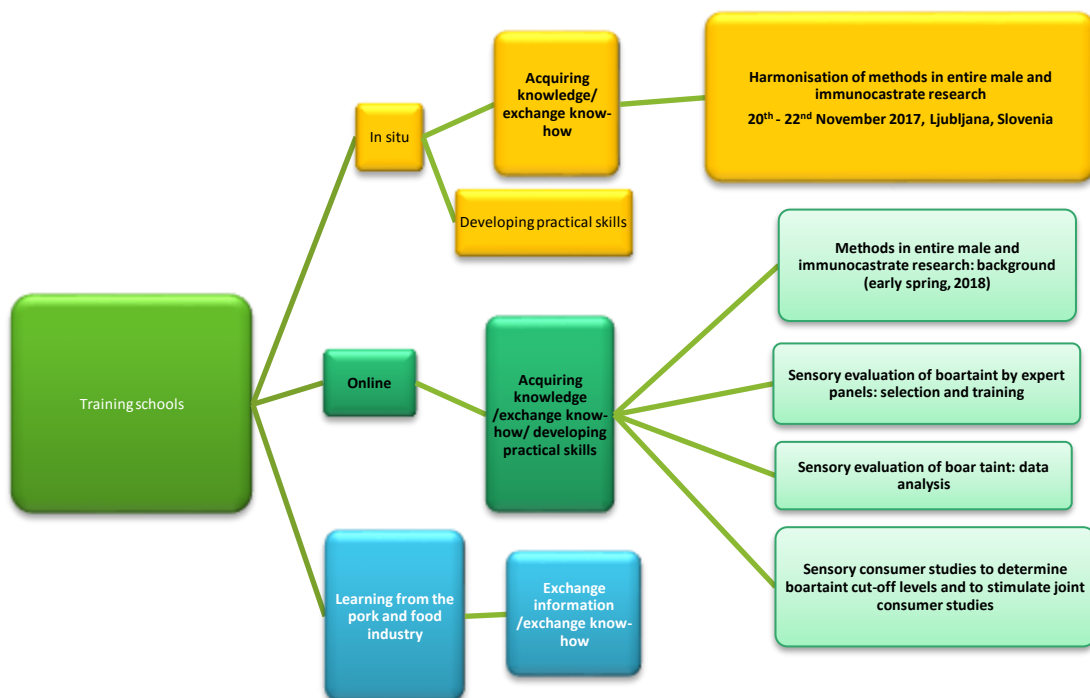 Training schools
In situ
Acquiring
knowledge/
exchange know-
how
Harmonisation of methods in entire male and
immunocastrate research
20th - 22nd November 2017, Ljubljana, Slovenia
Developing practical skills
Online
Acquiring
knowledge
/exchange know-
how/ developing
practical skills
Methods in entire male and
immunocastrate research: background
(early spring, 2018)
Sensory evaluation of boartaint by expert
panels: selection and training
Sensory evaluation of boar taint: data
analysis
Sensory consumer studies to determine
boartaint cut-off levels and to stimulate joint
consumer studies
Learning from the
pork and food
industry
Exchange
information
/exchange know-
how